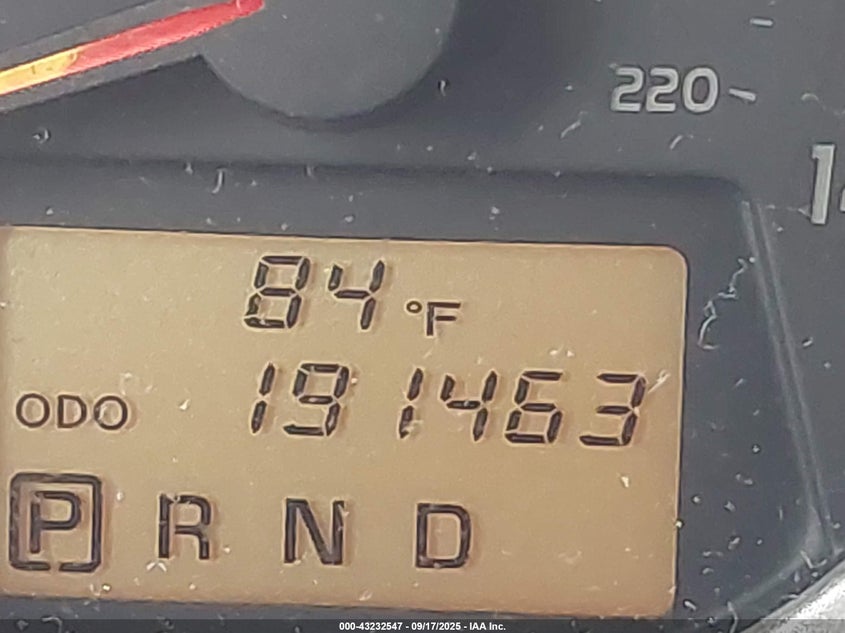 220
84 °F
ODO 191463
P R N D
000-43232547 - 09/17/2025 - IAA Inc.